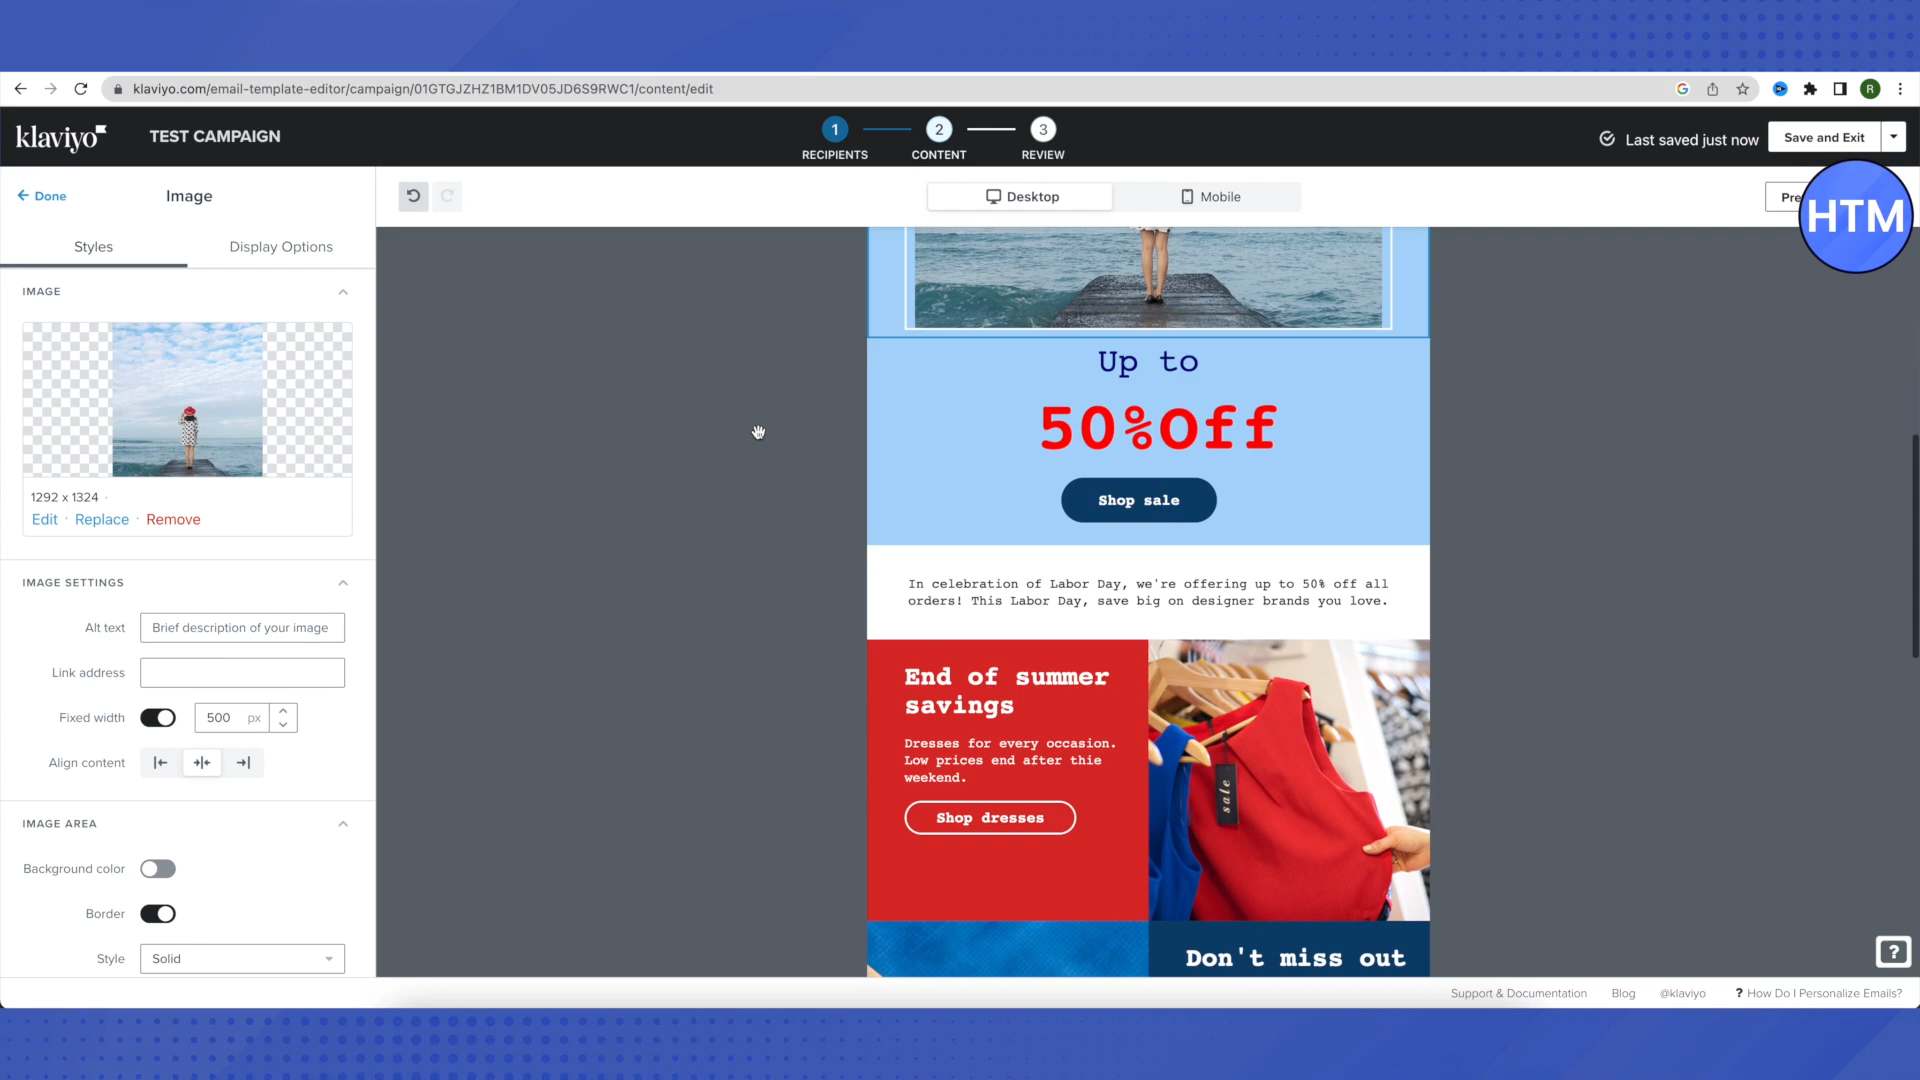 klaviyo.com/email-template-editor/campaign/01GTGJZHZ1BM1DV05JD6S9RWC1/content/edit
R
klaviyo
TEST CAMPAIGN
1
2
3
RECIPIENTS
CONTENT
REVIEW
Last saved just now
Save and Exit
Done
Image
Desktop
Mobile
Pre
HTM
Styles
Display Options
IMAGE
1292 x 1324
Edit · Replace · Remove
IMAGE SETTINGS
Alt text
Brief description of your image
Link address
Fixed width
500 px
Align content
IMAGE AREA
Background color
Border
Style
Solid
Up to
50%Off
Shop sale
In celebration of Labor Day, we're offering up to 50% off all
orders! This Labor Day, save big on designer brands you love.
End of summer
savings
Dresses for every occasion.
Low prices end after thie
weekend.
Shop dresses
sale
Don't miss out
?
Support & Documentation
Blog
@klaviyo
? How Do I Personalize Emails?